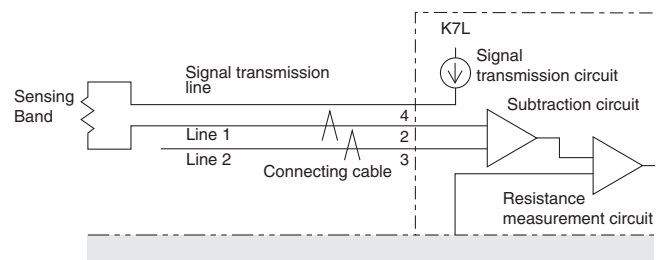 K7L
Signal
transmission circuit
Signal transmission
line
Sensing
Band
Subtraction circuit
4
Line 1
2
Line 2
3
Connecting cable
Resistance
measurement circuit